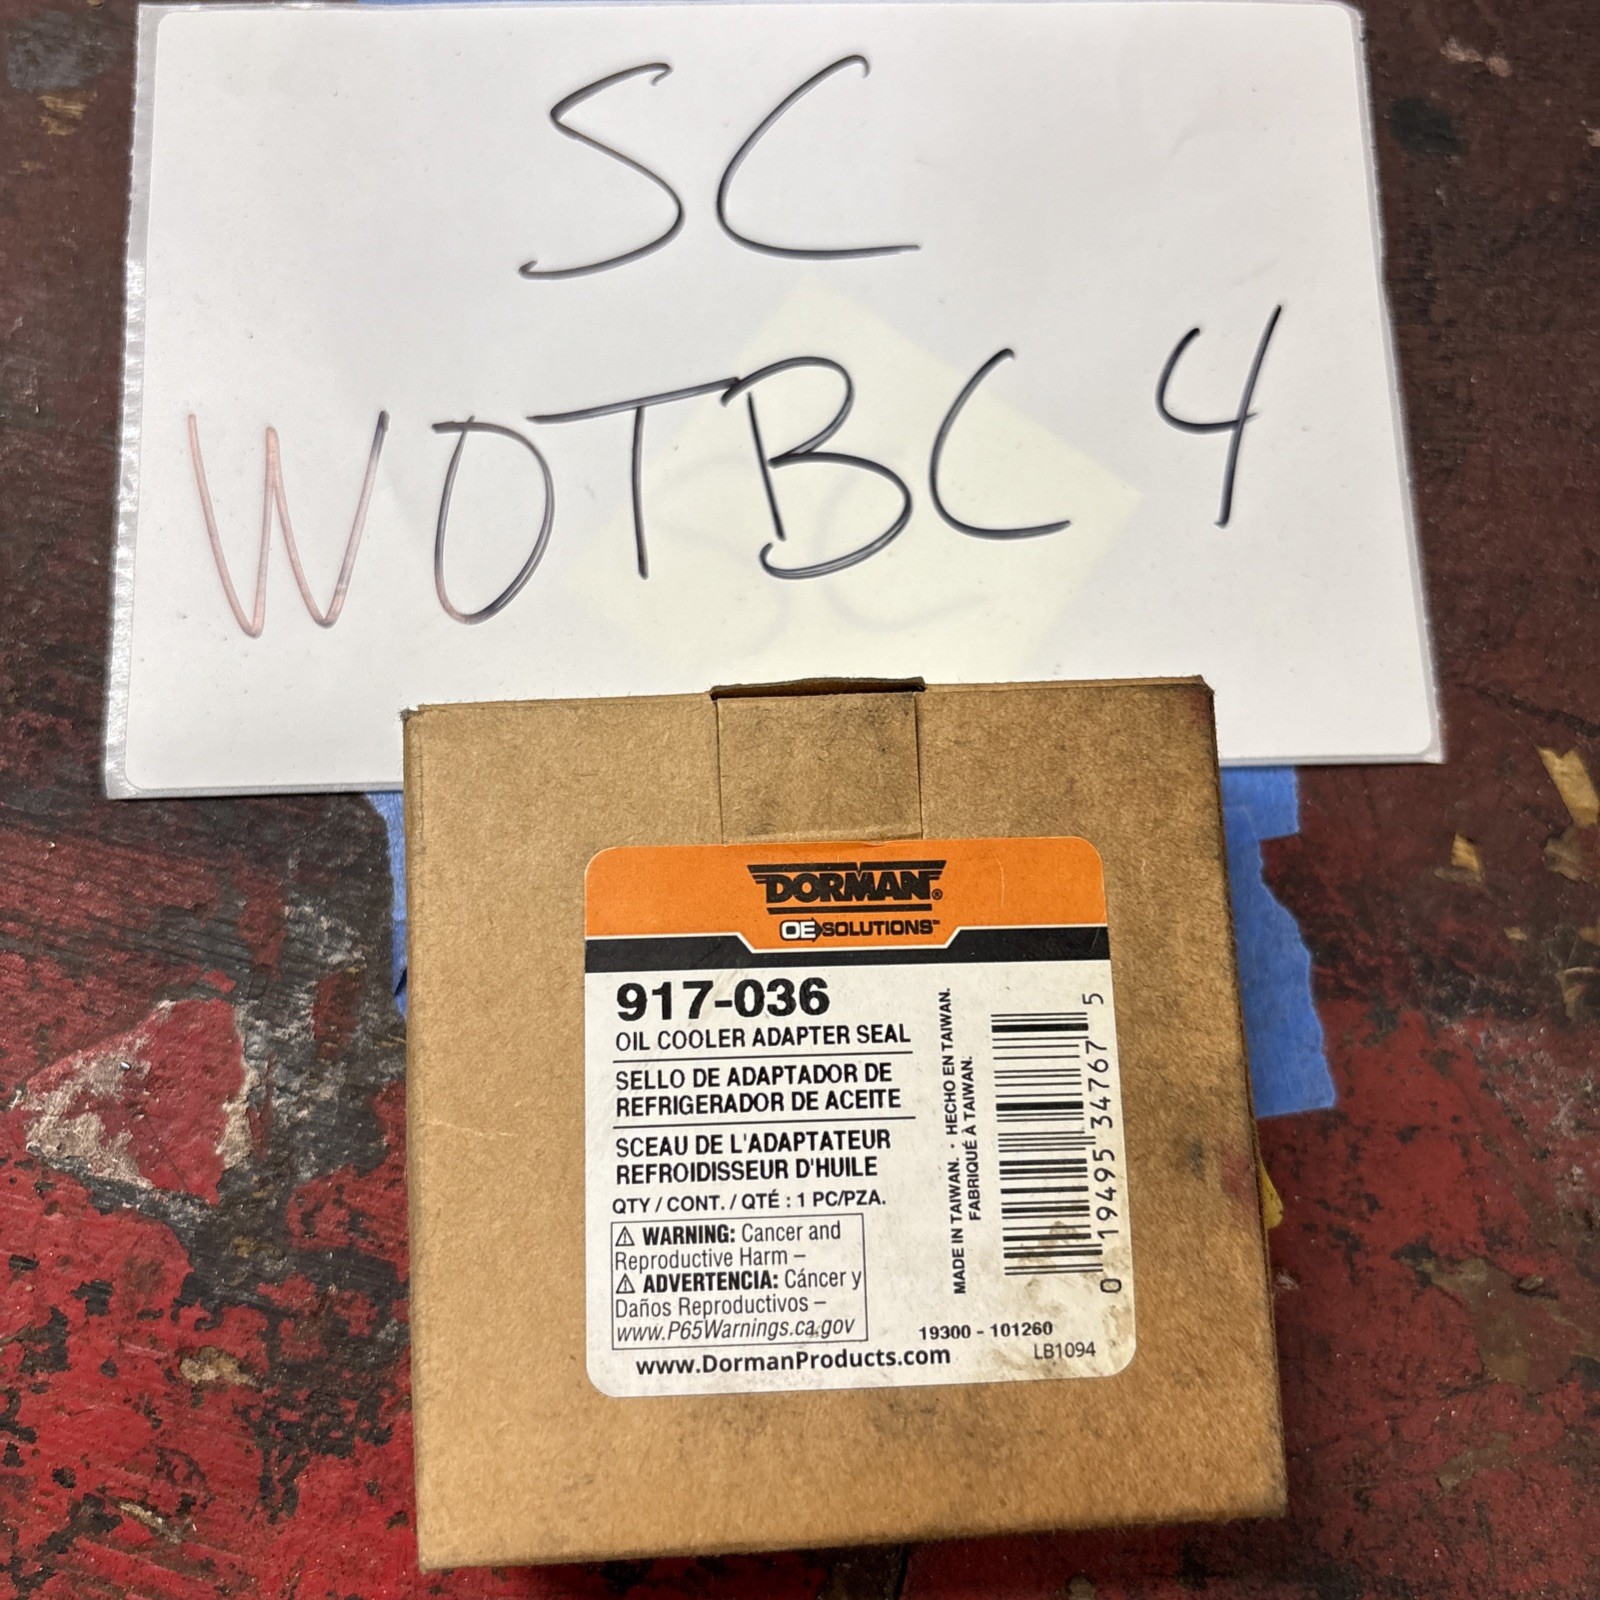 SC
WOTBC 4
DORMAN®
OE SOLUTIONS™
917-036
OIL COOLER ADAPTER SEAL
SELLO DE ADAPTADOR DE
REFRIGERADOR DE ACEITE
SCEAU DE L'ADAPTATEUR
REFROIDISSEUR D'HUILE
QTY / CONT. / QTÉ : 1 PC/PZA.
⚠ WARNING: Cancer and
Reproductive Harm –
⚠ ADVERTENCIA: Cáncer y
Daños Reproductivos –
www.P65Warnings.ca.gov
www.DormanProducts.com
MADE IN TAIWAN. • HECHO EN TAIWAN.
FABRIQUÉ À TAIWAN.
0 19495 34767 5
19300 - 101260
LB1094